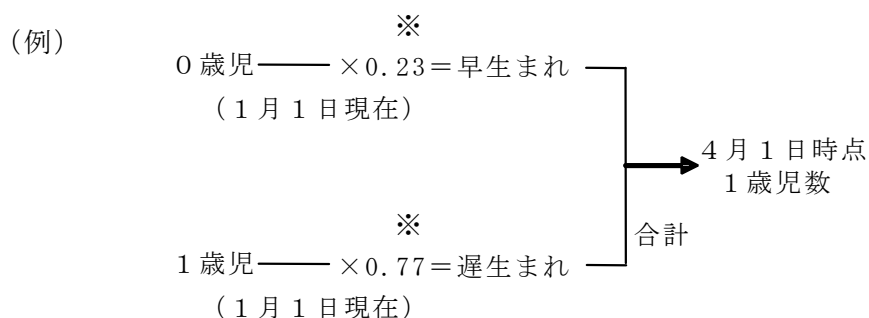 ※
（例）
０歳児―― ×0.23＝早生まれ
（１月１日現在）
４月１日時点
１歳児数
※
合計
１歳児―― ×0.77＝遅生まれ
（１月１日現在）